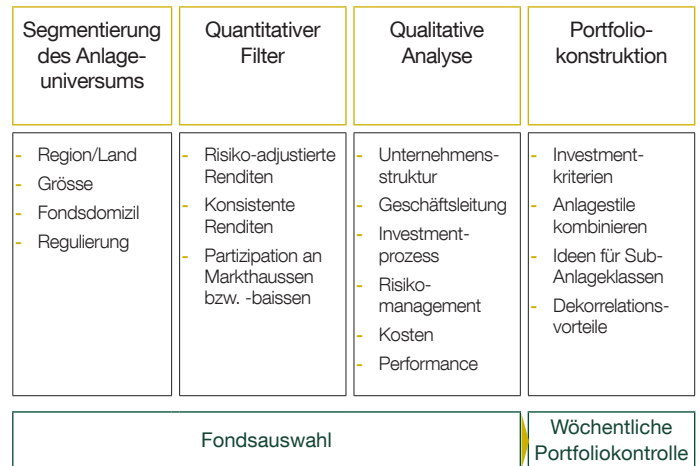 Segmentierung
des Anlage-
universums
Quantitativer
Filter
Qualitative
Analyse
Portfolio-
konstruktion
- Region/Land
- Grösse
- Fondsdomizil
- Regulierung
- Risiko-adjustierte
Renditen
- Konsistente
Renditen
- Partizipation an
Markthaussen
bzw. -baissen
- Unternehmens-
struktur
- Geschäftsleitung
- Investment-
prozess
- Risiko-
management
- Kosten
- Performance
- Investment-
kriterien
- Anlagestile
kombinieren
- Ideen für Sub-
Anlageklassen
- Dekorrelations-
vorteile
Fondsauswahl
Wöchentliche
Portfoliokontrolle